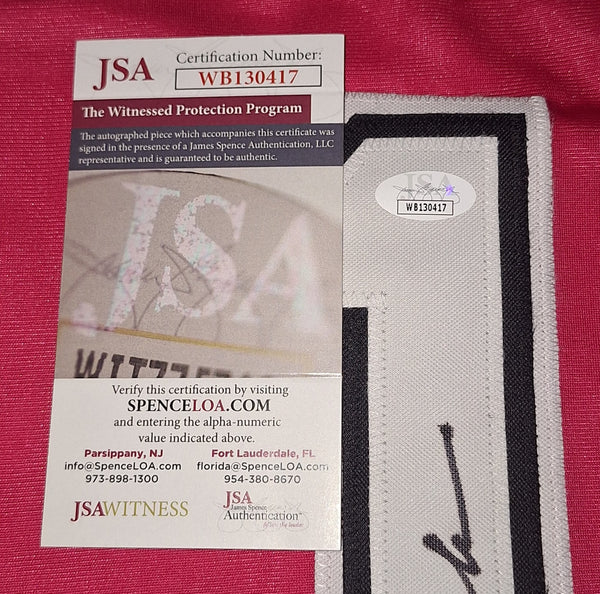 JSA
Certification Number:
WB130417
The Witnessed Protection Program
The autographed piece which accompanies this certificate was
signed in the presence of a James Spence Authentication, LLC
representative and is guaranteed to be authentic.
JSA
Verify this certification by visiting
SPENCELOA.COM
and entering the alpha-numeric
value indicated above.
Parsippany, NJ
info@SpenceLOA.com
973-898-1300
Fort Lauderdale, FL
florida@SpenceLOA.com
954-380-8670
JSAWITNESS
JSA
James Spence
Authentication
JSA
WB130417